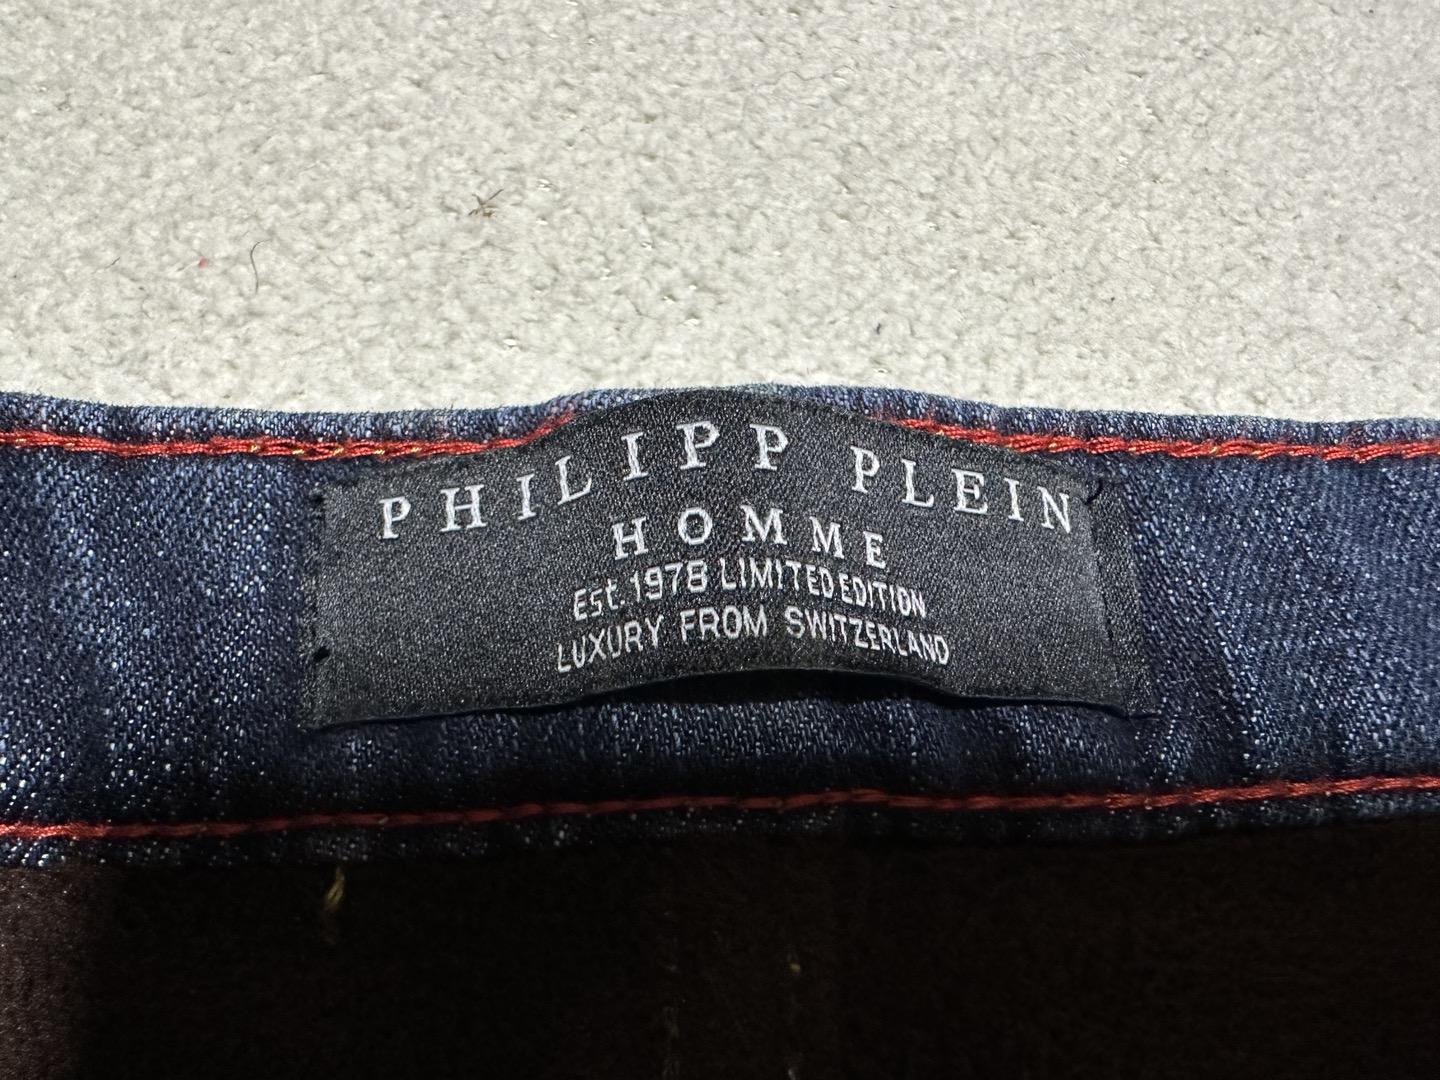 PHILIPP PLEIN
HOMME
Est. 1978 LIMITED EDITION
LUXURY FROM SWITZERLAND